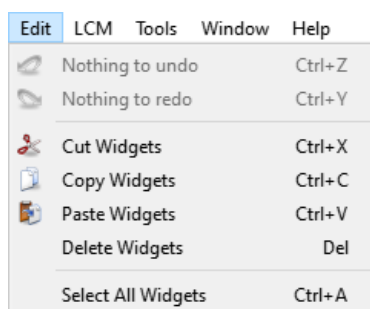 Edit LCM Tools Window Help
Nothing to undo Ctrl+Z
Nothing to redo Ctrl+Y
Cut Widgets Ctrl+X
Copy Widgets Ctrl+C
Paste Widgets Ctrl+V
Delete Widgets Del
Select All Widgets Ctrl+A